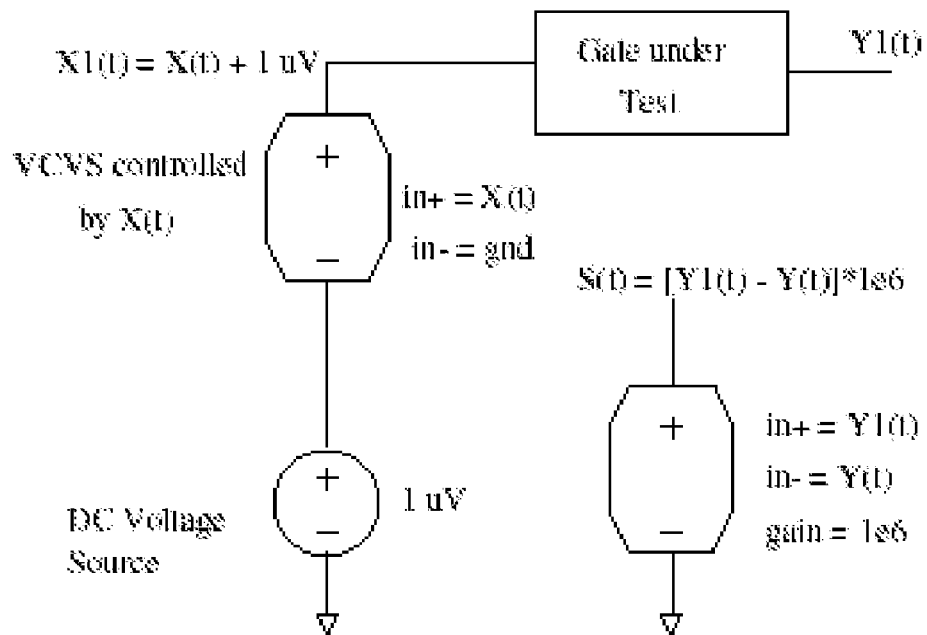 X1(t) = X(t) + 1 uV
Gate under
Test
Y1(t)
VCVS controlled
by X(t)
+
−
in+ = X(t)
in- = gnd
S(t) = [Y1(t) - Y(t)]*1e6
+
−
in+ = Y1(t)
in- = Y(t)
gain = 1e6
DC Voltage
Source
+
−
1 uV